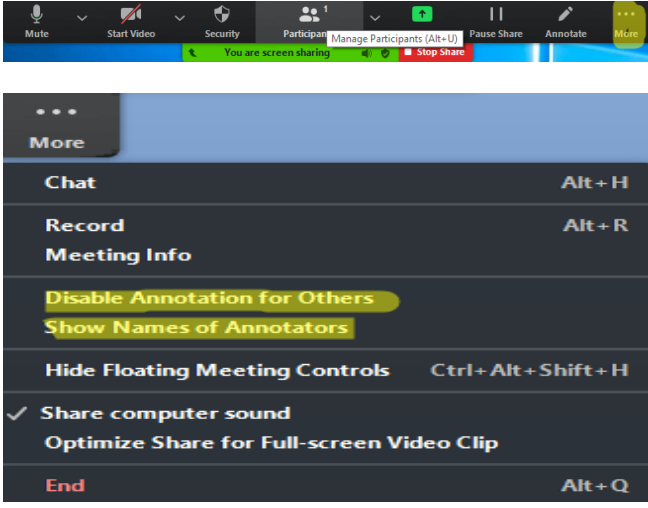 1
Mute Start Video Security Participan Pause Share Annotate More
Manage Participants (Alt+U)
You are screen sharing Stop Share
More
Chat Alt+H
Record Alt+R
Meeting Info
Disable Annotation for Others
Show Names of Annotators
Hide Floating Meeting Controls Ctrl+Alt+Shift+H
Share computer sound
Optimize Share for Full-screen Video Clip
End Alt+Q